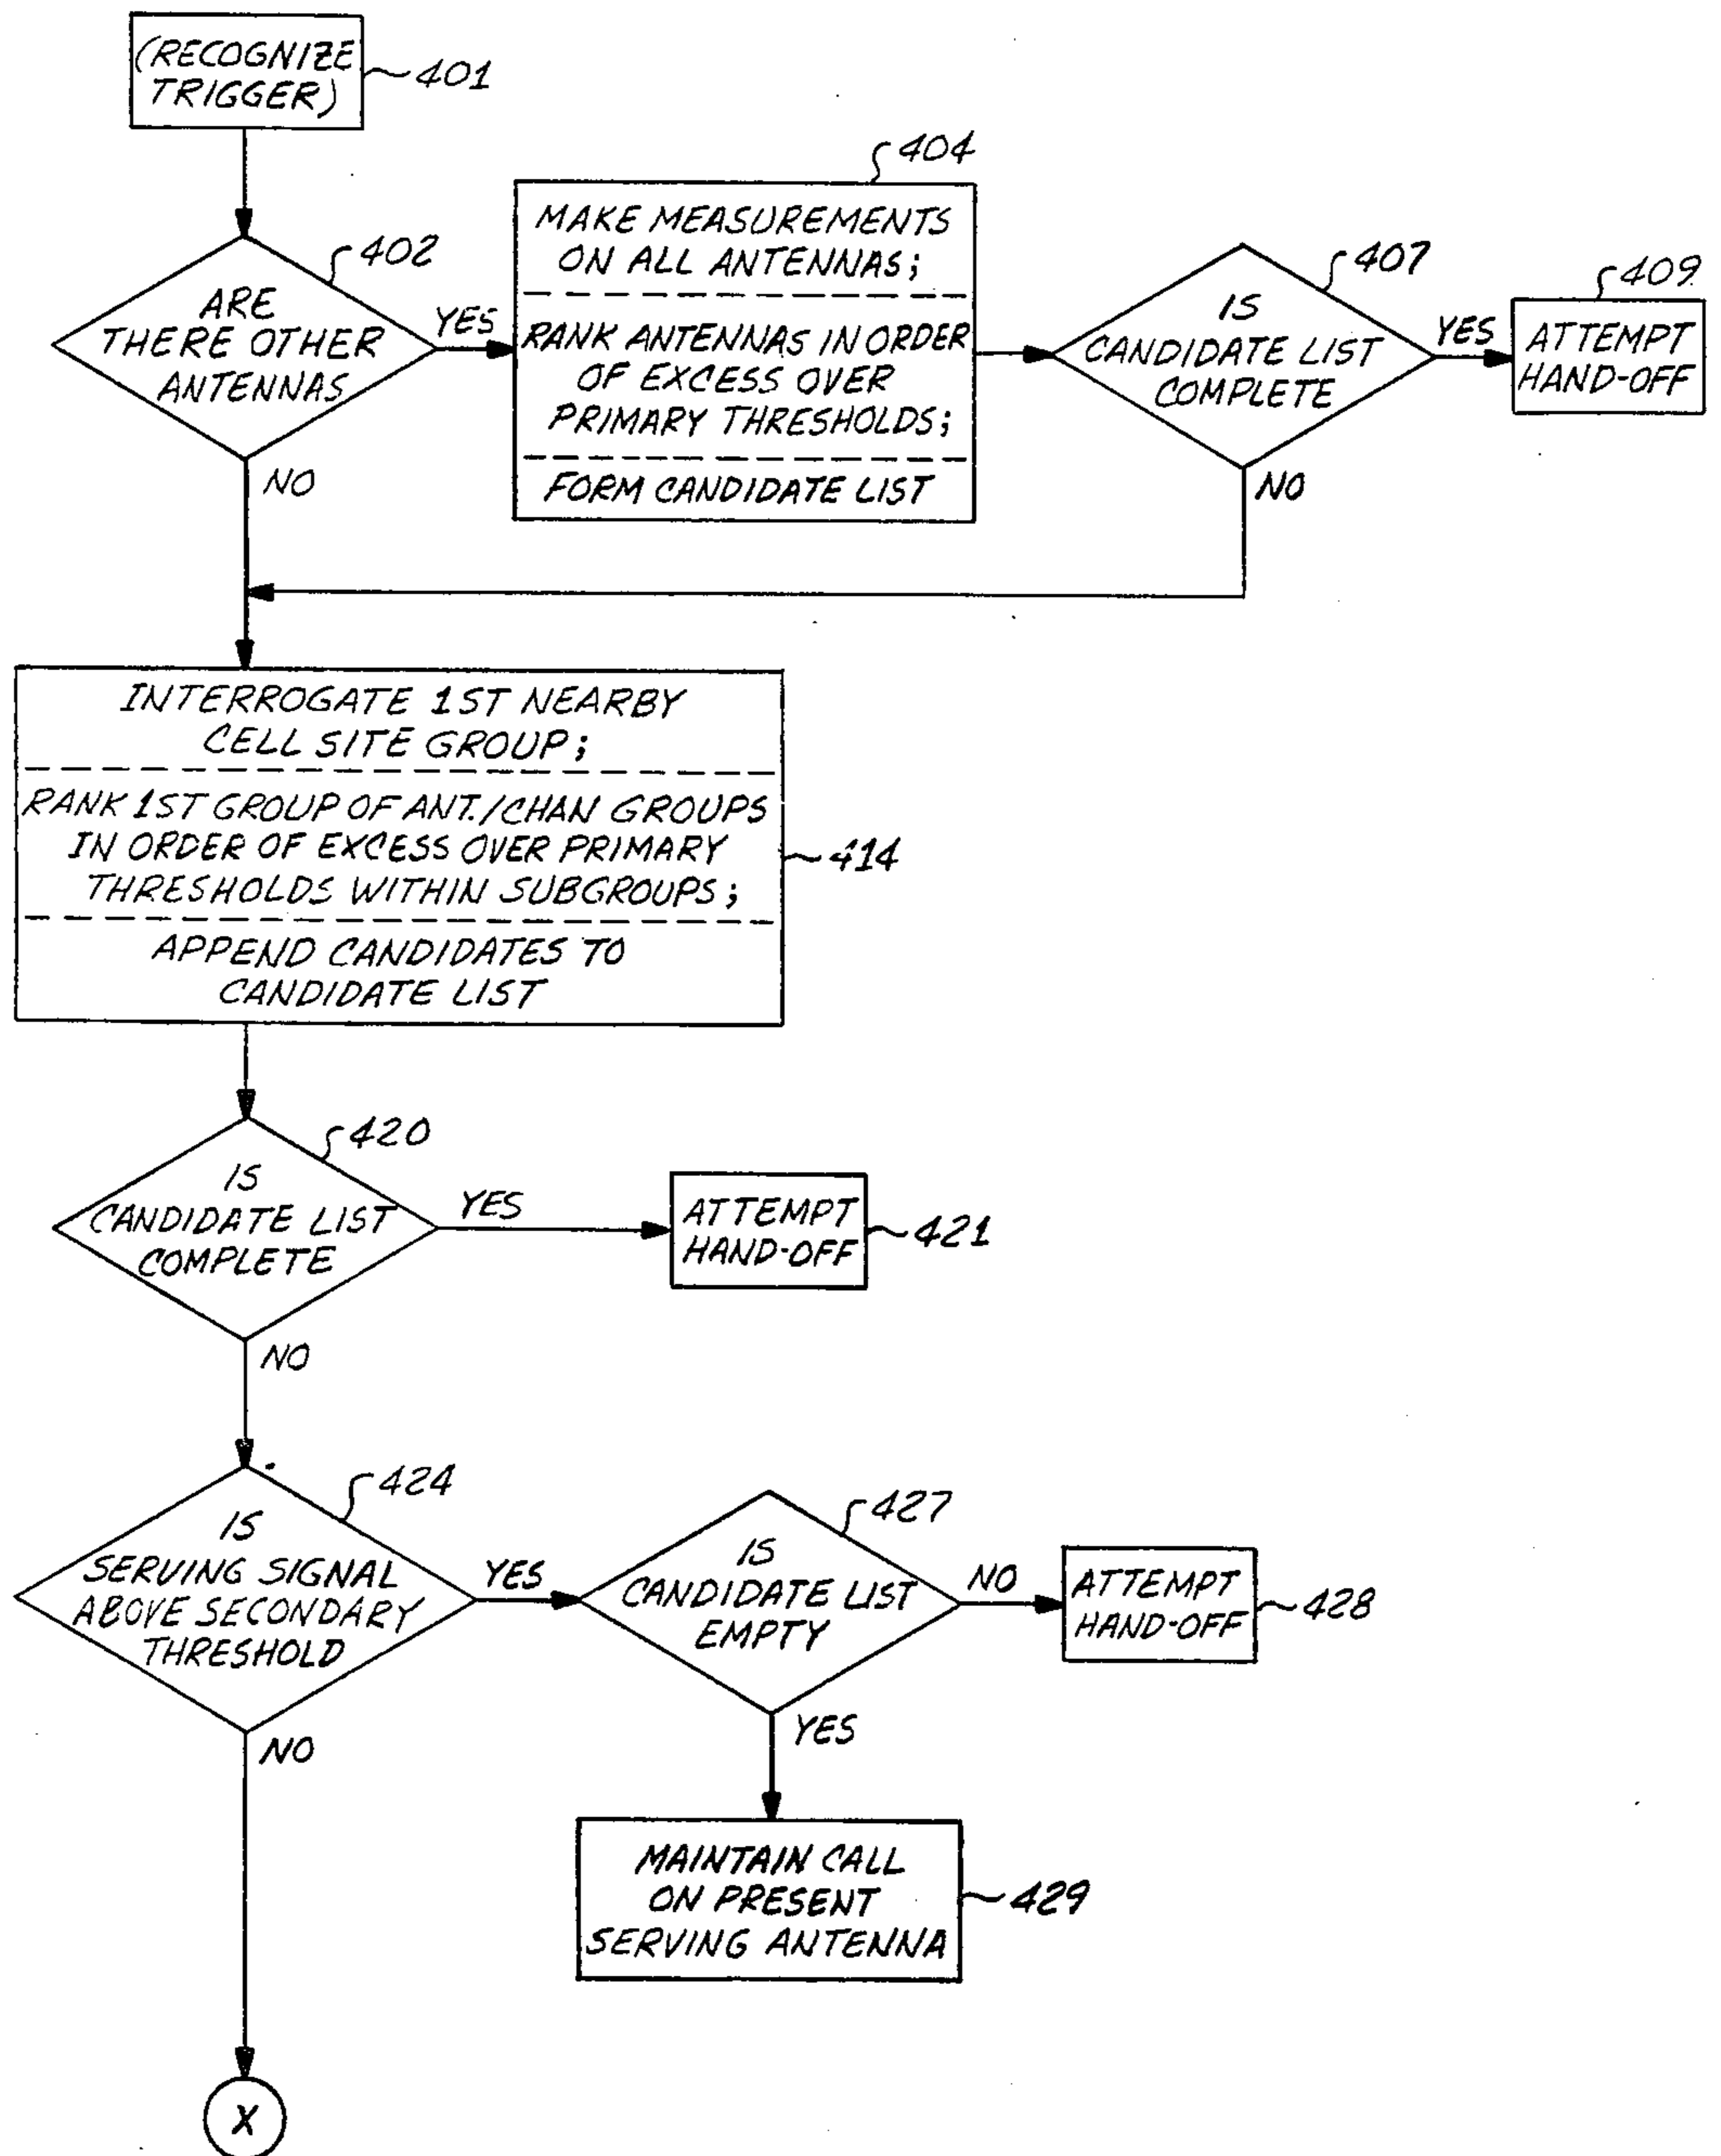 (RECOGNIZE
TRIGGER)
401
402
ARE
THERE OTHER
ANTENNAS
YES
NO
404
MAKE MEASUREMENTS
ON ALL ANTENNAS;
RANK ANTENNAS IN ORDER
OF EXCESS OVER
PRIMARY THRESHOLDS;
FORM CANDIDATE LIST
407
IS
CANDIDATE LIST
COMPLETE
YES
NO
409
ATTEMPT
HAND-OFF
INTERROGATE 1ST NEARBY
CELL SITE GROUP;
RANK 1ST GROUP OF ANT./CHAN GROUPS
IN ORDER OF EXCESS OVER PRIMARY
THRESHOLDS WITHIN SUBGROUPS;
APPEND CANDIDATES TO
CANDIDATE LIST
414
420
IS
CANDIDATE LIST
COMPLETE
YES
NO
ATTEMPT
HAND-OFF
421
424
IS
SERVING SIGNAL
ABOVE SECONDARY
THRESHOLD
YES
NO
427
IS
CANDIDATE LIST
EMPTY
NO
YES
ATTEMPT
HAND-OFF
428
MAINTAIN CALL
ON PRESENT
SERVING ANTENNA
429
X